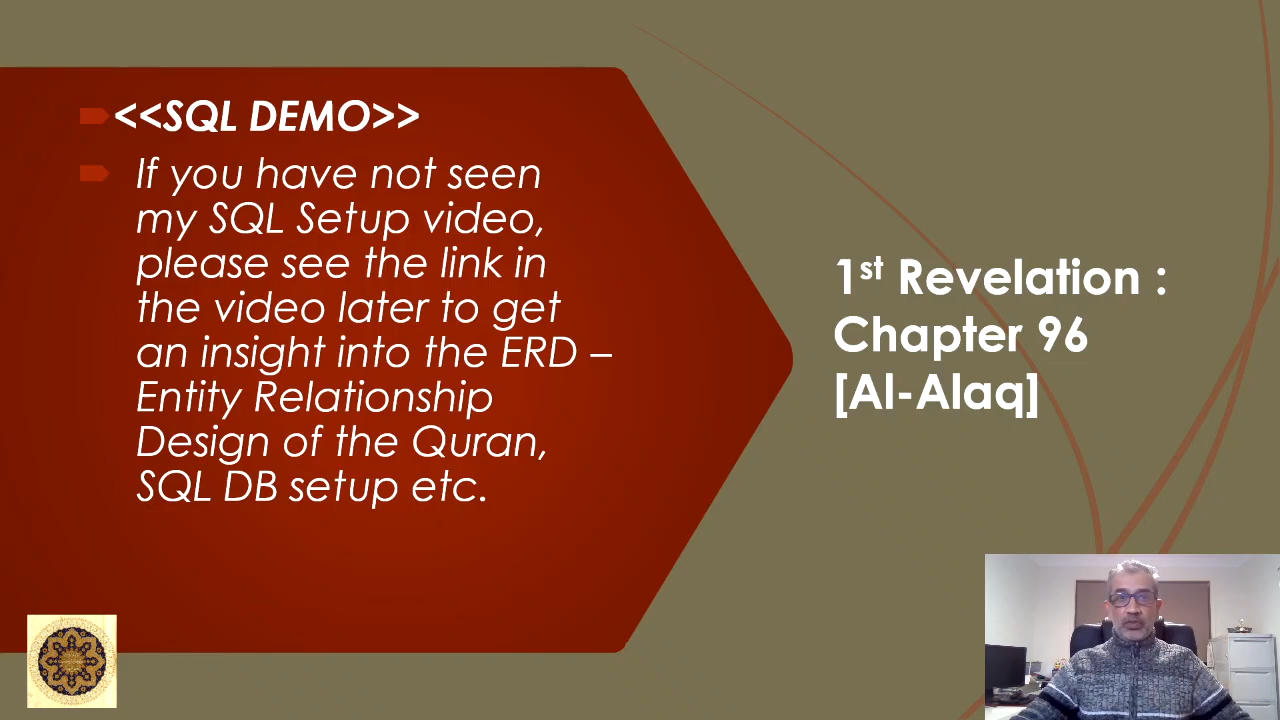 <<SQL DEMO>>
If you have not seen
my SQL Setup video,
please see the link in
the video later to get
an insight into the ERD –
Entity Relationship
Design of the Quran,
SQL DB setup etc.
1st Revelation :
Chapter 96
[Al-Alaq]